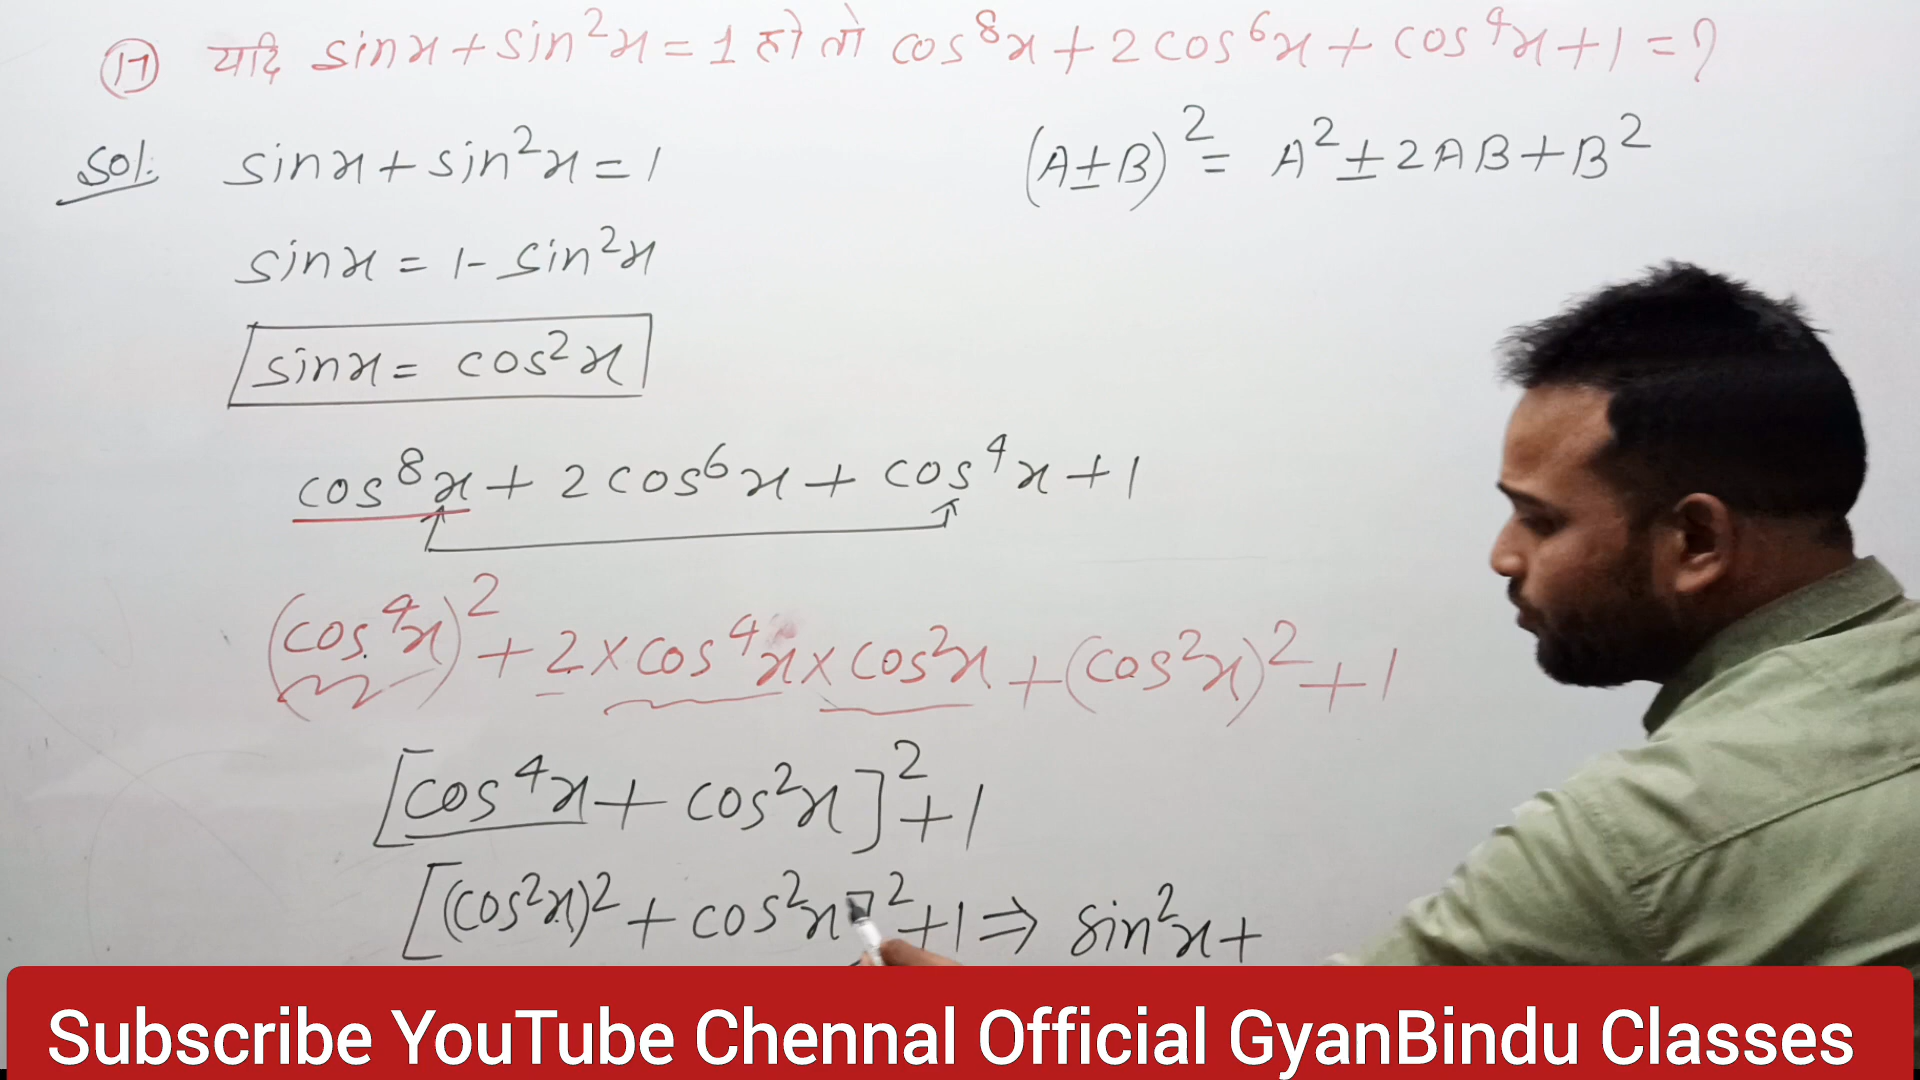 (17) यदि sinx + sin²x = 1 हो तो cos⁸x + 2cos⁶x + cos⁴x + 1 = ?
Sol. sinx + sin²x = 1
(A±B)² = A² ± 2AB + B²
sinx = 1 - sin²x
sinx = cos²x
cos⁸x + 2cos⁶x + cos⁴x + 1
(cos⁴x)² + 2×cos⁴x×cos²x + (cos²x)² + 1
[cos⁴x + cos²x]² + 1
[(cos²x)² + cos²x]² + 1 ⇒ sin²x +
Subscribe YouTube Chennal Official GyanBindu Classes